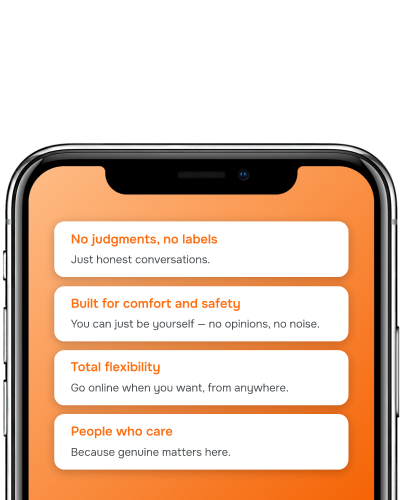 No judgments, no labels
Just honest conversations.
Built for comfort and safety
You can just be yourself — no opinions, no noise.
Total flexibility
Go online when you want, from anywhere.
People who care
Because genuine matters here.